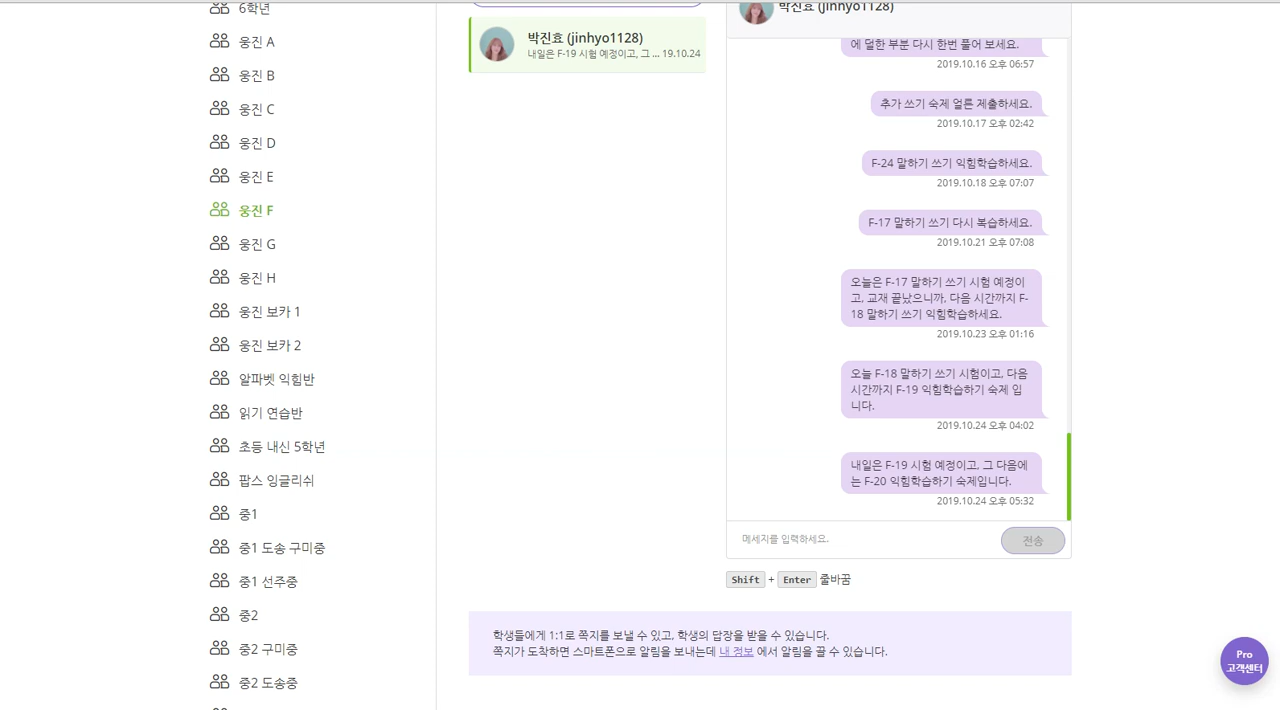 6학년
웅진 A
웅진 B
웅진 C
웅진 D
웅진 E
웅진 F
웅진 G
웅진 H
웅진 보카 1
웅진 보카 2
알파벳 익힘반
읽기 연습반
초등 내신 5학년
팝스 잉글리쉬
중1
중1 도송 구미중
중1 선주중
중2
중2 구미중
중2 도송중
박진효 (jinhyo1128)
내일은 F-19 시험 예정이고, 그 ... 19.10.24
박진효 (jinhyo1128)
에 덜한 부분 다시 한번 풀어 보세요.
2019.10.16 오후 06:57
추가 쓰기 숙제 얼른 제출하세요.
2019.10.17 오후 02:42
F-24 말하기 쓰기 익힘학습하세요.
2019.10.18 오후 07:07
F-17 말하기 쓰기 다시 복습하세요.
2019.10.21 오후 07:08
오늘은 F-17 말하기 쓰기 시험 예정이
고, 교재 끝났으니까, 다음 시간까지 F-
18 말하기 쓰기 익힘학습하세요.
2019.10.23 오후 01:16
오늘 F-18 말하기 쓰기 시험이고, 다음
시간까지 F-19 익힘학습하기 숙제 입
니다.
2019.10.24 오후 04:02
내일은 F-19 시험 예정이고, 그 다음에
는 F-20 익힘학습하기 숙제입니다.
2019.10.24 오후 05:32
메세지를 입력하세요.
전송
Shift + Enter 줄바꿈
학생들에게 1:1로 쪽지를 보낼 수 있고, 학생의 답장을 받을 수 있습니다.
쪽지가 도착하면 스마트폰으로 알림을 보내는데 내 정보 에서 알림을 끌 수 있습니다.
Pro
고객센터